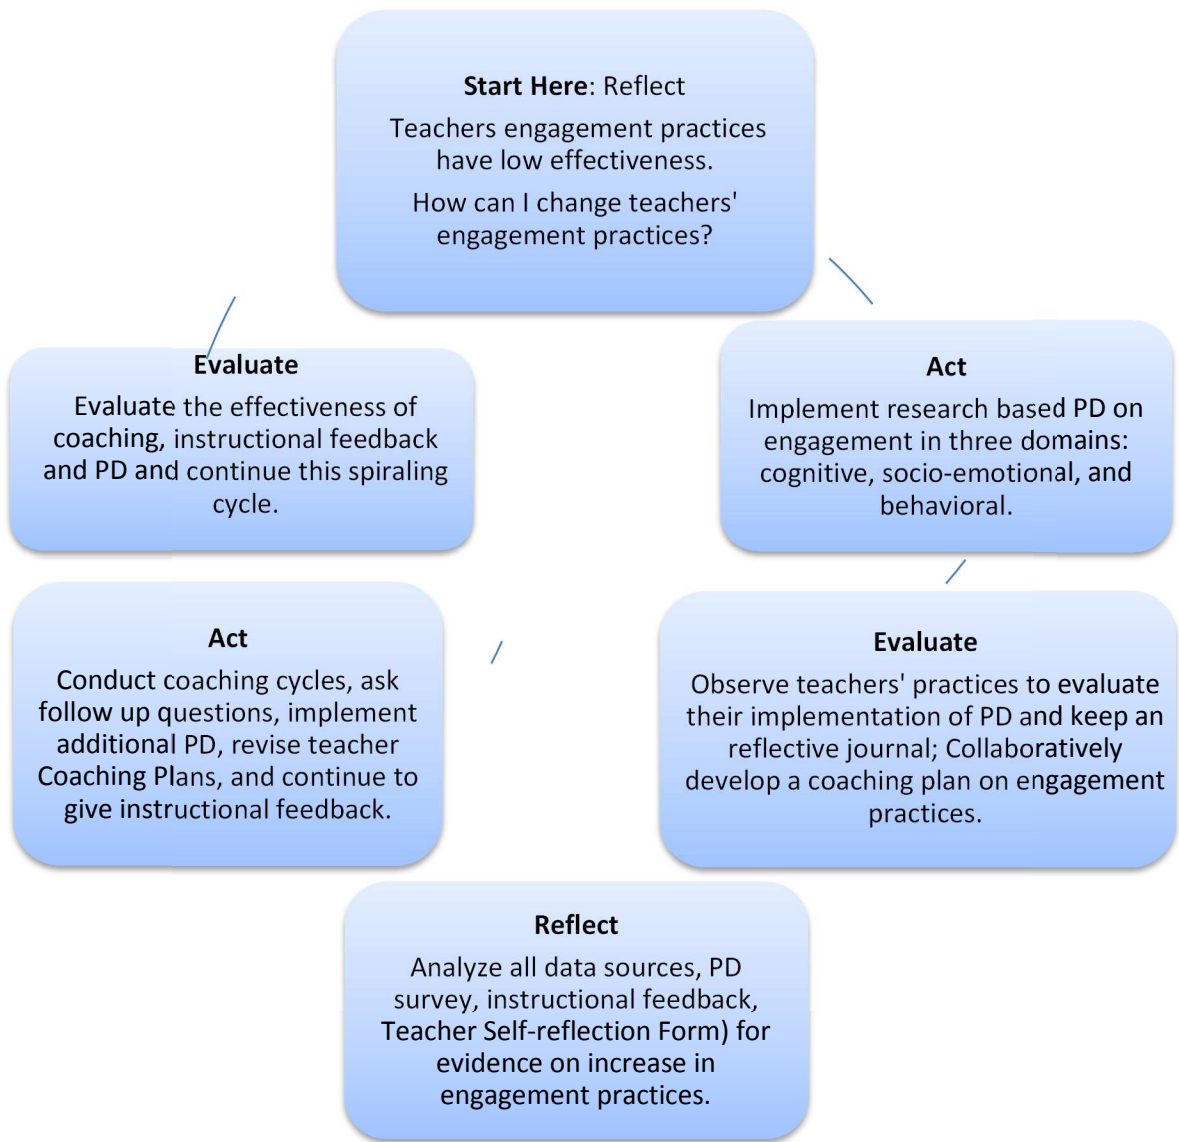 Start Here: Reflect
Teachers engagement practices
have low effectiveness.
How can I change teachers'
engagement practices?
Act
Implement research based PD on
engagement in three domains:
cognitive, socio-emotional, and
behavioral.
Evaluate
Observe teachers' practices to evaluate
their implementation of PD and keep an
reflective journal; Collaboratively
develop a coaching plan on engagement
practices.
Reflect
Analyze all data sources, PD
survey, instructional feedback,
Teacher Self-reflection Form) for
evidence on increase in
engagement practices.
Act
Conduct coaching cycles, ask
follow up questions, implement
additional PD, revise teacher
Coaching Plans, and continue to
give instructional feedback.
Evaluate
Evaluate the effectiveness of
coaching, instructional feedback
and PD and continue this spiraling
cycle.